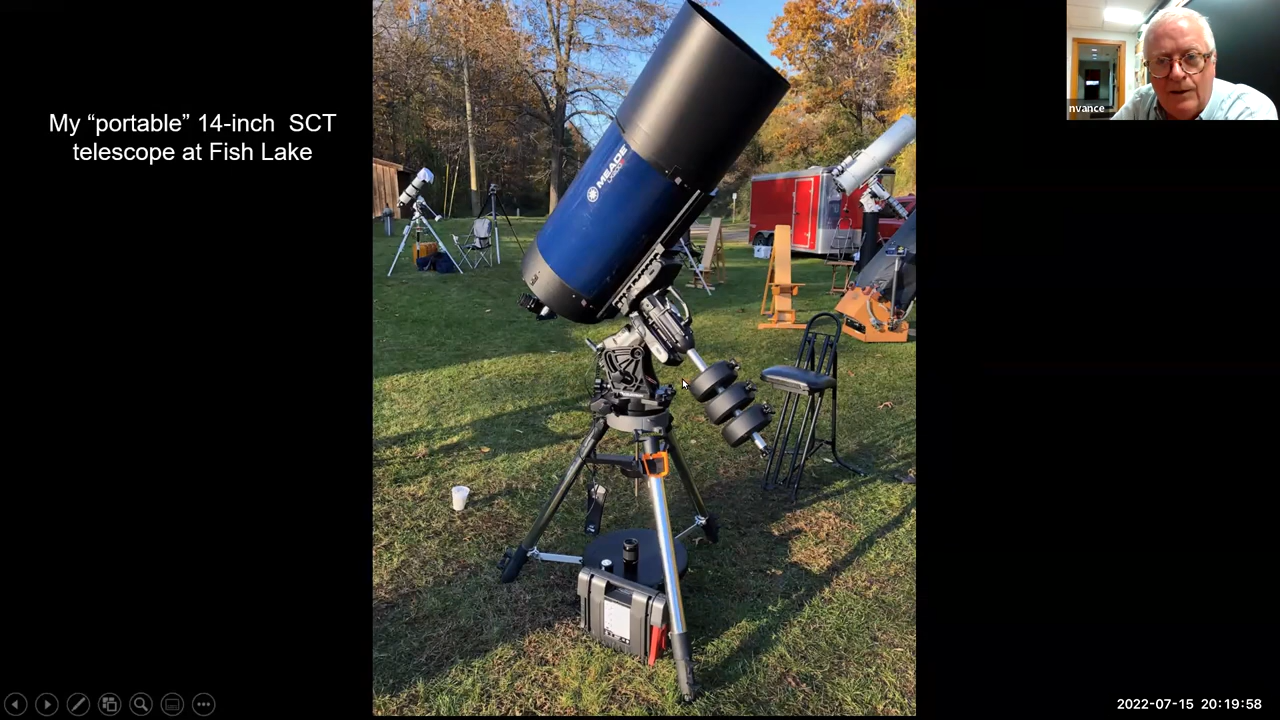 My “portable” 14-inch SCT
telescope at Fish Lake
nvance
MEADE
2022-07-15 20:19:58